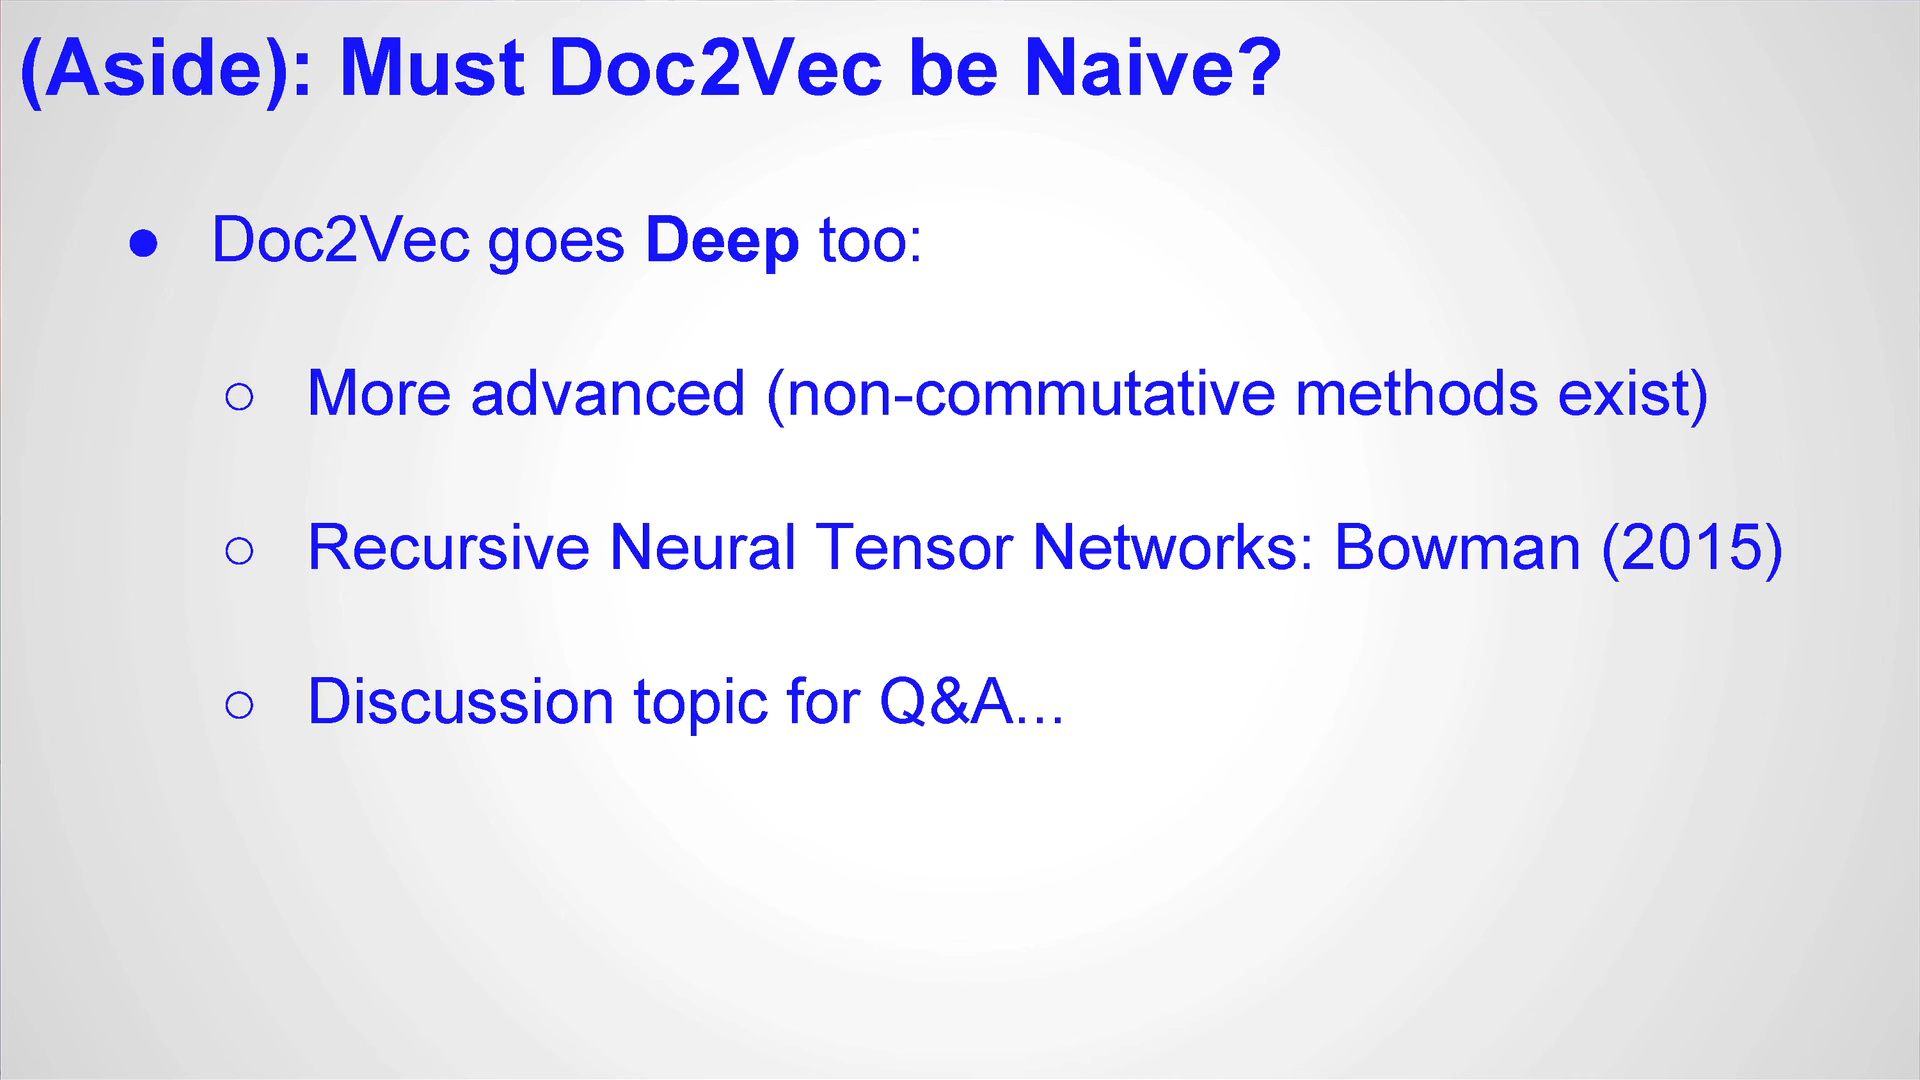 (Aside): Must Doc2Vec be Naive?
● Doc2Vec goes Deep too:
○ More advanced (non-commutative methods exist)
○ Recursive Neural Tensor Networks: Bowman (2015)
○ Discussion topic for Q&A...